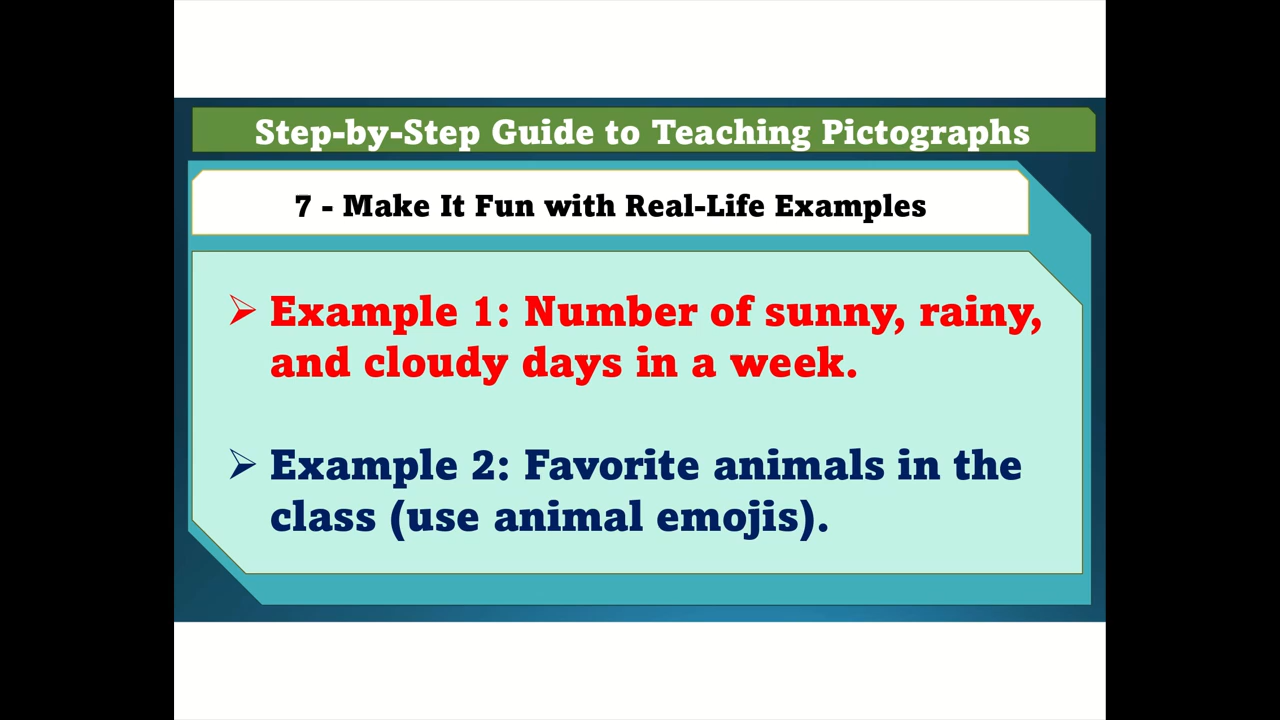 Step-by-Step Guide to Teaching Pictographs
7 - Make It Fun with Real-Life Examples
➢ Example 1: Number of sunny, rainy,
and cloudy days in a week.
➢ Example 2: Favorite animals in the
class (use animal emojis).